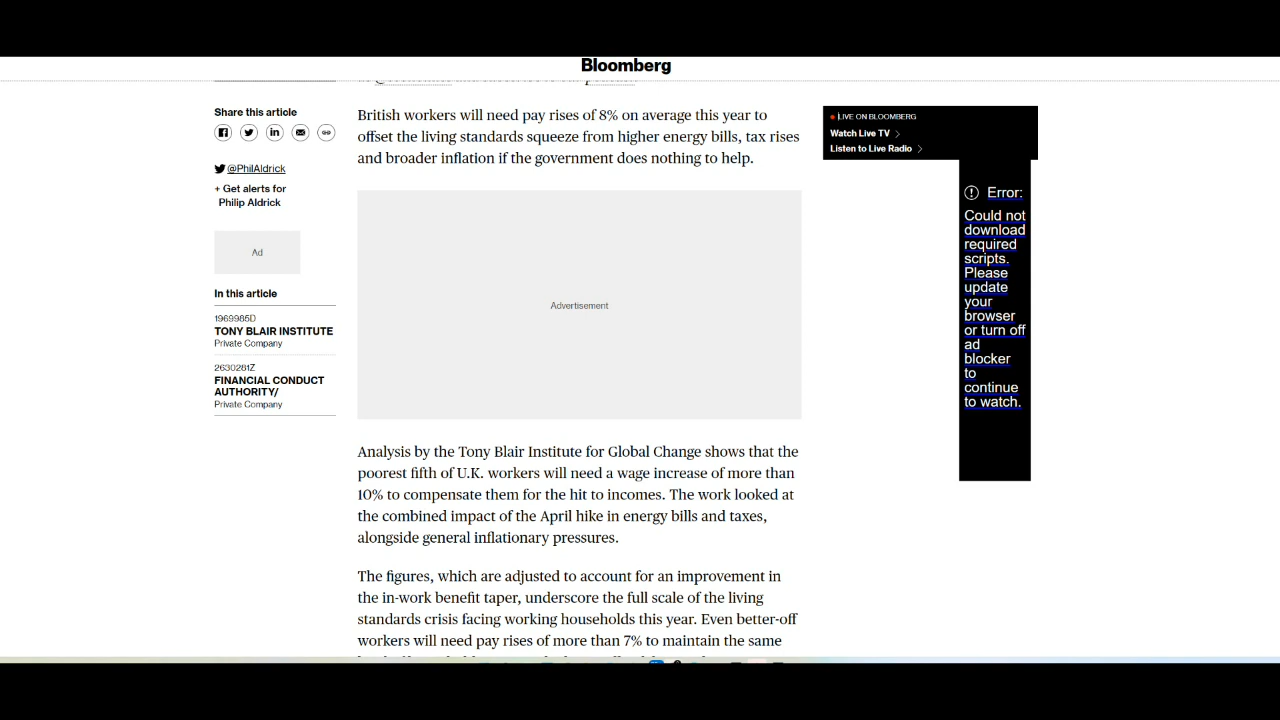 Bloomberg
Share this article
@PhilAldrick
+ Get alerts for
Philip Aldrick
Ad
In this article
1969985D
TONY BLAIR INSTITUTE
Private Company
2630281Z
FINANCIAL CONDUCT
AUTHORITY/
Private Company
British workers will need pay rises of 8% on average this year to
offset the living standards squeeze from higher energy bills, tax rises
and broader inflation if the government does nothing to help.
Advertisement
Analysis by the Tony Blair Institute for Global Change shows that the
poorest fifth of U.K. workers will need a wage increase of more than
10% to compensate them for the hit to incomes. The work looked at
the combined impact of the April hike in energy bills and taxes,
alongside general inflationary pressures.
The figures, which are adjusted to account for an improvement in
the in-work benefit taper, underscore the full scale of the living
standards crisis facing working households this year. Even better-off
workers will need pay rises of more than 7% to maintain the same
LIVE ON BLOOMBERG
Watch Live TV
Listen to Live Radio
Error:
Could not
download
required
scripts.
Please
update
your
browser
or turn off
ad
blocker
to
continue
to watch.